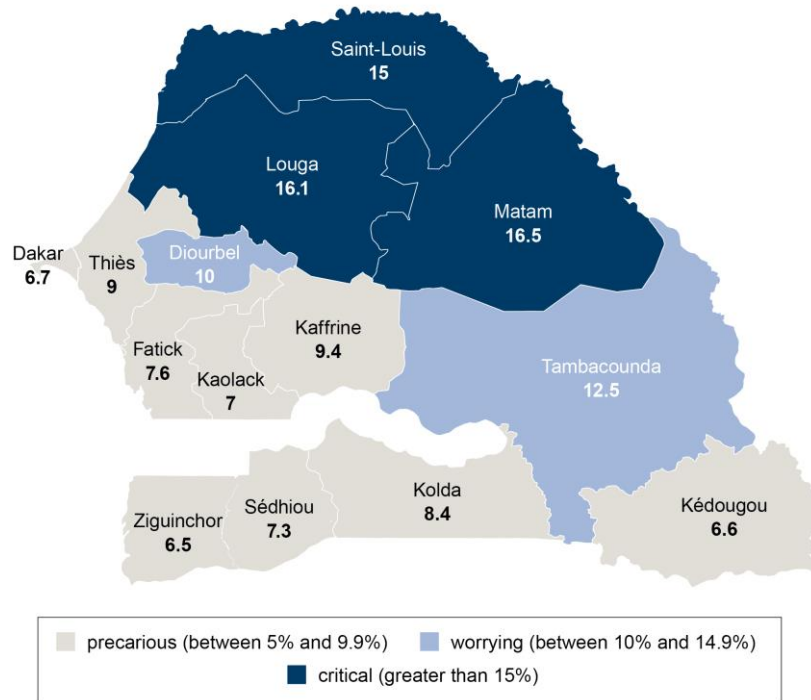 Saint-Louis
15
Louga
16.1
Matam
16.5
Dakar
6.7
Thiès
9
Diourbel
10
Fatick
7.6
Kaolack
7
Kaffrine
9.4
Tambacounda
12.5
Ziguinchor
6.5
Sédhiou
7.3
Kolda
8.4
Kédougou
6.6
precarious (between 5% and 9.9%)
worrying (between 10% and 14.9%)
critical (greater than 15%)